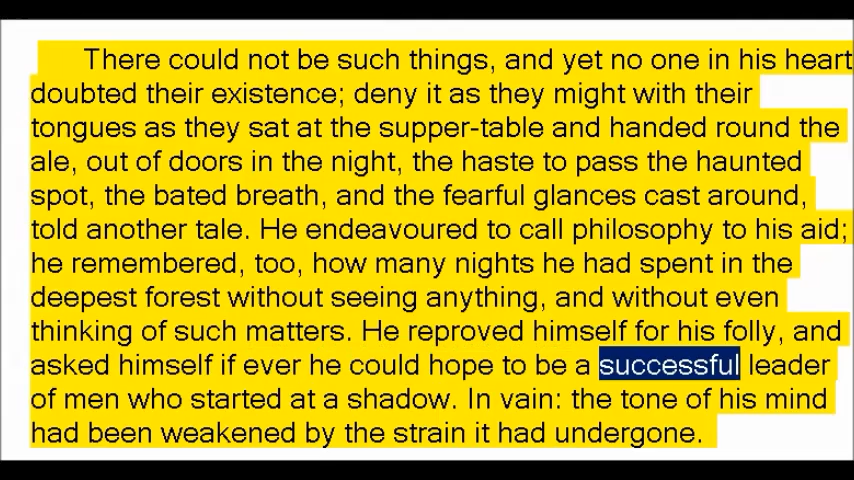 There could not be such things, and yet no one in his heart
doubted their existence; deny it as they might with their
tongues as they sat at the supper-table and handed round the
ale, out of doors in the night, the haste to pass the haunted
spot, the bated breath, and the fearful glances cast around,
told another tale. He endeavoured to call philosophy to his aid;
he remembered, too, how many nights he had spent in the
deepest forest without seeing anything, and without even
thinking of such matters. He reproved himself for his folly, and
asked himself if ever he could hope to be a successful leader
of men who started at a shadow. In vain: the tone of his mind
had been weakened by the strain it had undergone.